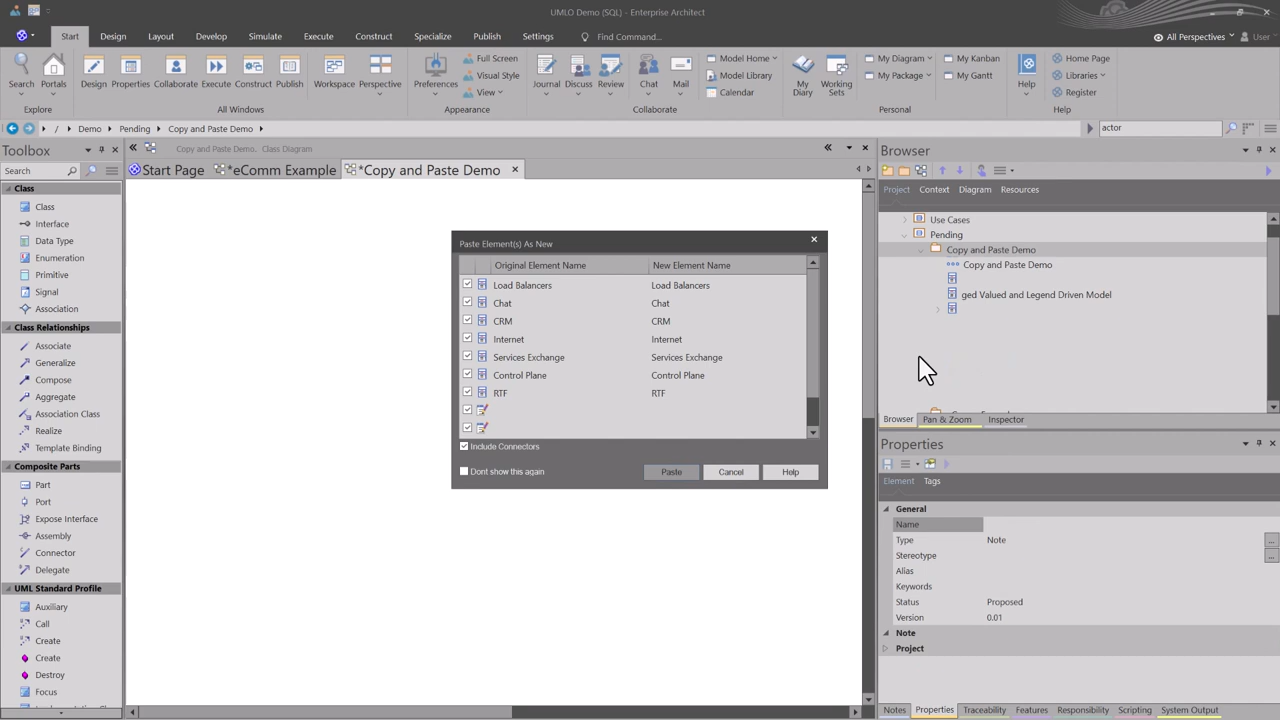 UMLO Demo (SQL) - Enterprise Architect
Start Design Layout Develop Simulate Execute Construct Specialize Publish Settings Find Command... All Perspectives User
Search Portals Design Properties Collaborate Execute Construct Publish Workspace Perspective Preferences Full Screen Visual Style View Journal Discuss Review Chat Mail Model Home Model Library Calendar My Diary Working Sets My Diagram My Package My Kanban My Gantt Help Home Page Libraries Register
Explore All Windows Appearance Collaborate Personal Help
/ Demo Pending Copy and Paste Demo actor
Toolbox
Search
Class
Class
Interface
Data Type
Enumeration
Primitive
Signal
Association
Class Relationships
Associate
Generalize
Compose
Aggregate
Association Class
Realize
Template Binding
Composite Parts
Part
Port
Expose Interface
Assembly
Connector
Delegate
UML Standard Profile
Auxiliary
Call
Create
Create
Destroy
Focus
Copy and Paste Demo. Class Diagram
Start Page *eComm Example *Copy and Paste Demo
Paste Element(s) As New
Original Element Name New Element Name
Load Balancers Load Balancers
Chat Chat
CRM CRM
Internet Internet
Services Exchange Services Exchange
Control Plane Control Plane
RTF RTF
Include Connectors
Dont show this again Paste Cancel Help
Browser
Project Context Diagram Resources
Use Cases
Pending
Copy and Paste Demo
Copy and Paste Demo
ged Valued and Legend Driven Model
Browser Pan & Zoom Inspector
Properties
Element Tags
General
Name
Type Note
Stereotype
Alias
Keywords
Status Proposed
Version 0.01
Note
Project
Notes Properties Traceability Features Responsibility Scripting System Output